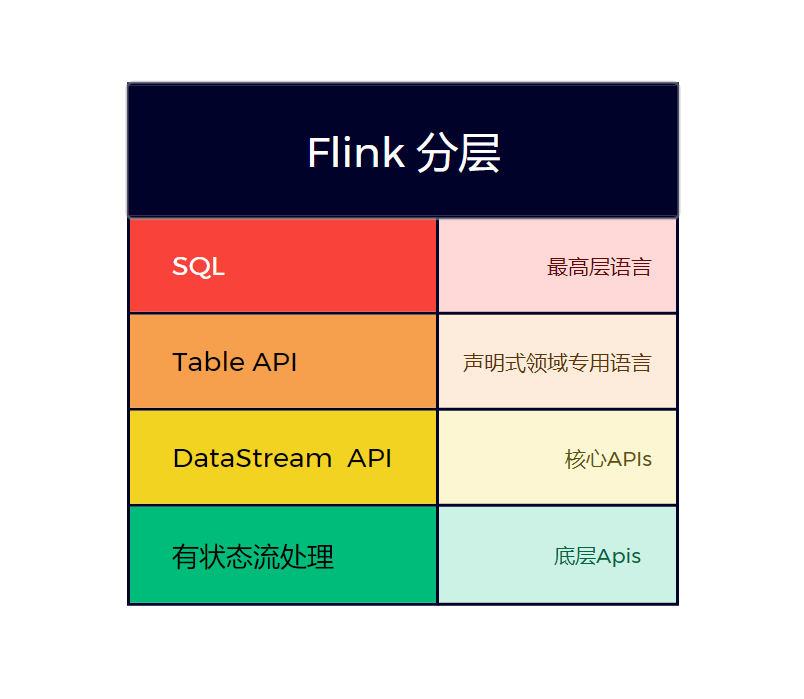 Flink 分层
SQL 最高层语言
Table API 声明式领域专用语言
DataStream API 核心APIs
有状态流处理 底层Apis